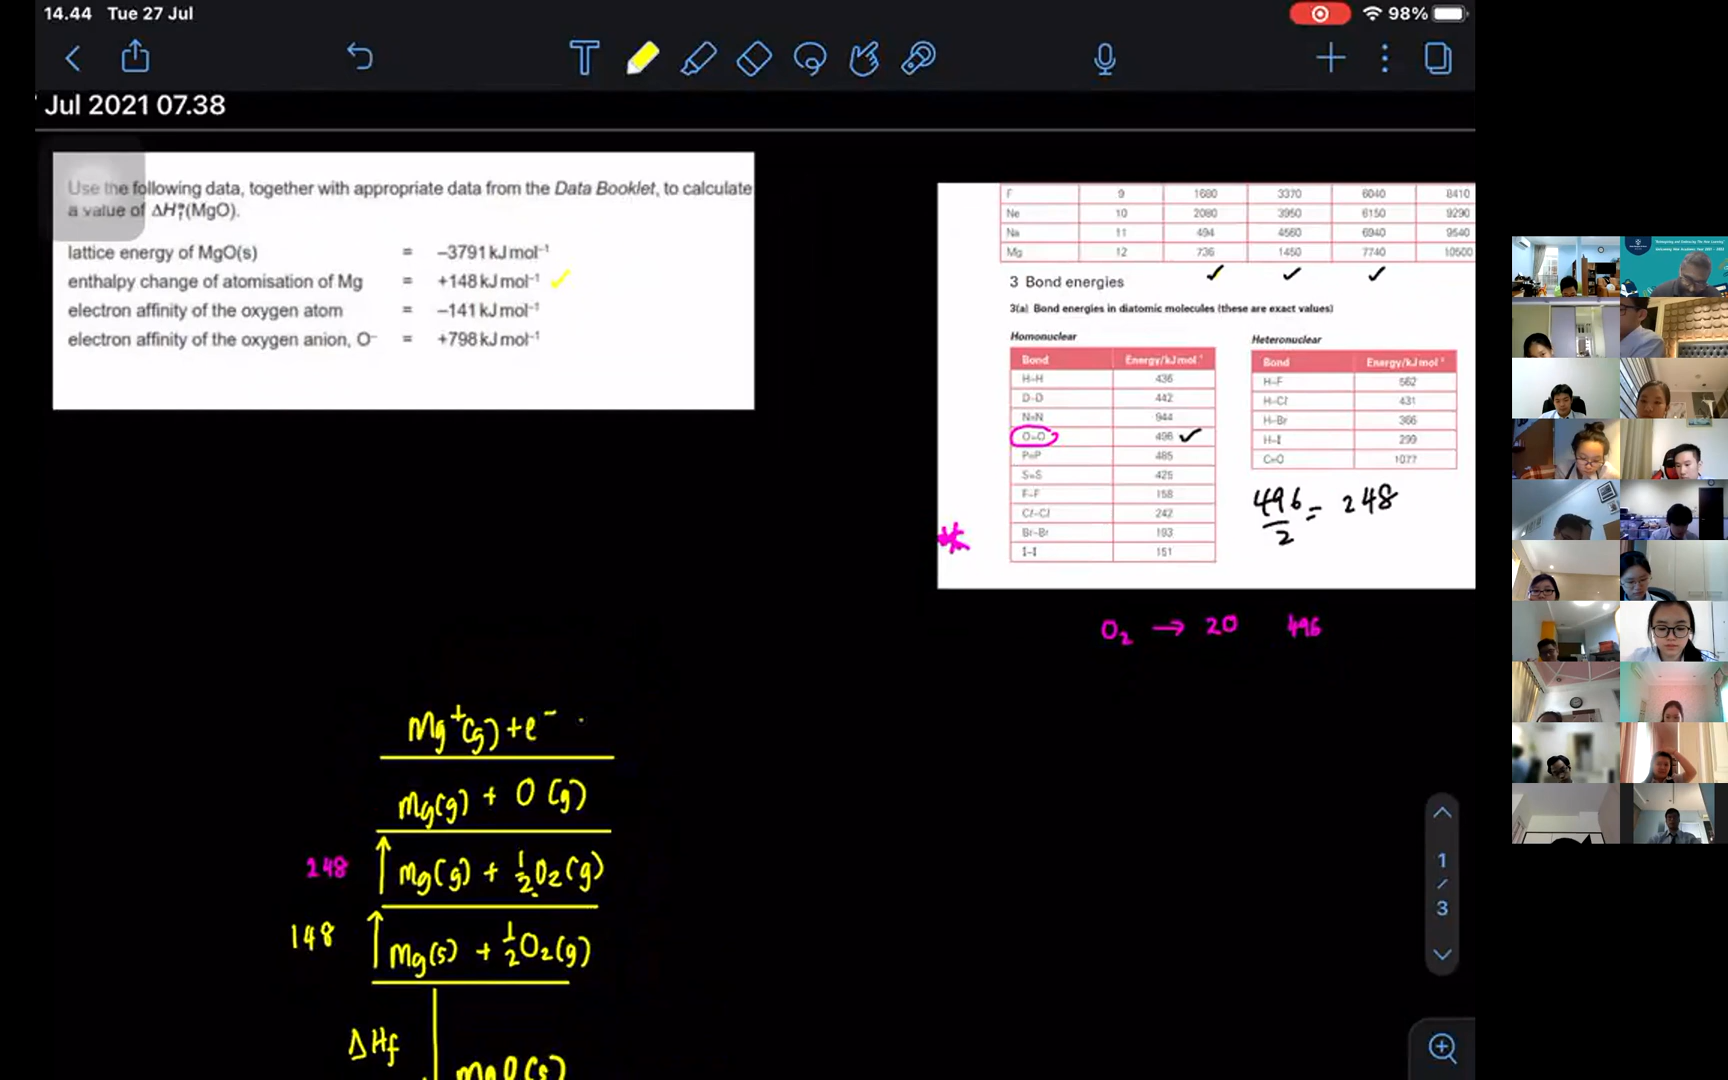 14.44 Tue 27 Jul
98%
Jul 2021 07.38
Use the following data, together with appropriate data from the Data Booklet, to calculate
a value of ΔH°f(MgO).
lattice energy of MgO(s) = –3791 kJ mol⁻¹
enthalpy change of atomisation of Mg = +148 kJ mol⁻¹ ✓
electron affinity of the oxygen atom = –141 kJ mol⁻¹
electron affinity of the oxygen anion, O⁻ = +798 kJ mol⁻¹
F 9 1680 3370 6040 8410
Ne 10 2080 3950 6150 9290
Na 11 494 4560 6940 9540
Mg 12 736 1450 7740 10500
✓ ✓ ✓
3 Bond energies
3(a) Bond energies in diatomic molecules (these are exact values)
Homonuclear
Bond Energy/kJ mol⁻¹
H–H 436
D–D 442
N≡N 944
O=O 496 ✓
P≡P 485
S=S 425
F–F 158
Cl–Cl 242
Br–Br 193
I–I 151
Heteronuclear
Bond Energy/kJ mol⁻¹
H–F 562
H–Cl 431
H–Br 366
H–I 299
C≡O 1077
496/2 = 248
O₂ → 2O 496
Mg⁺(g) + e⁻
Mg(g) + O(g)
248 Mg(g) + ½O₂(g)
148 Mg(s) + ½O₂(g)
ΔHf
MgO(s)
1
/
3